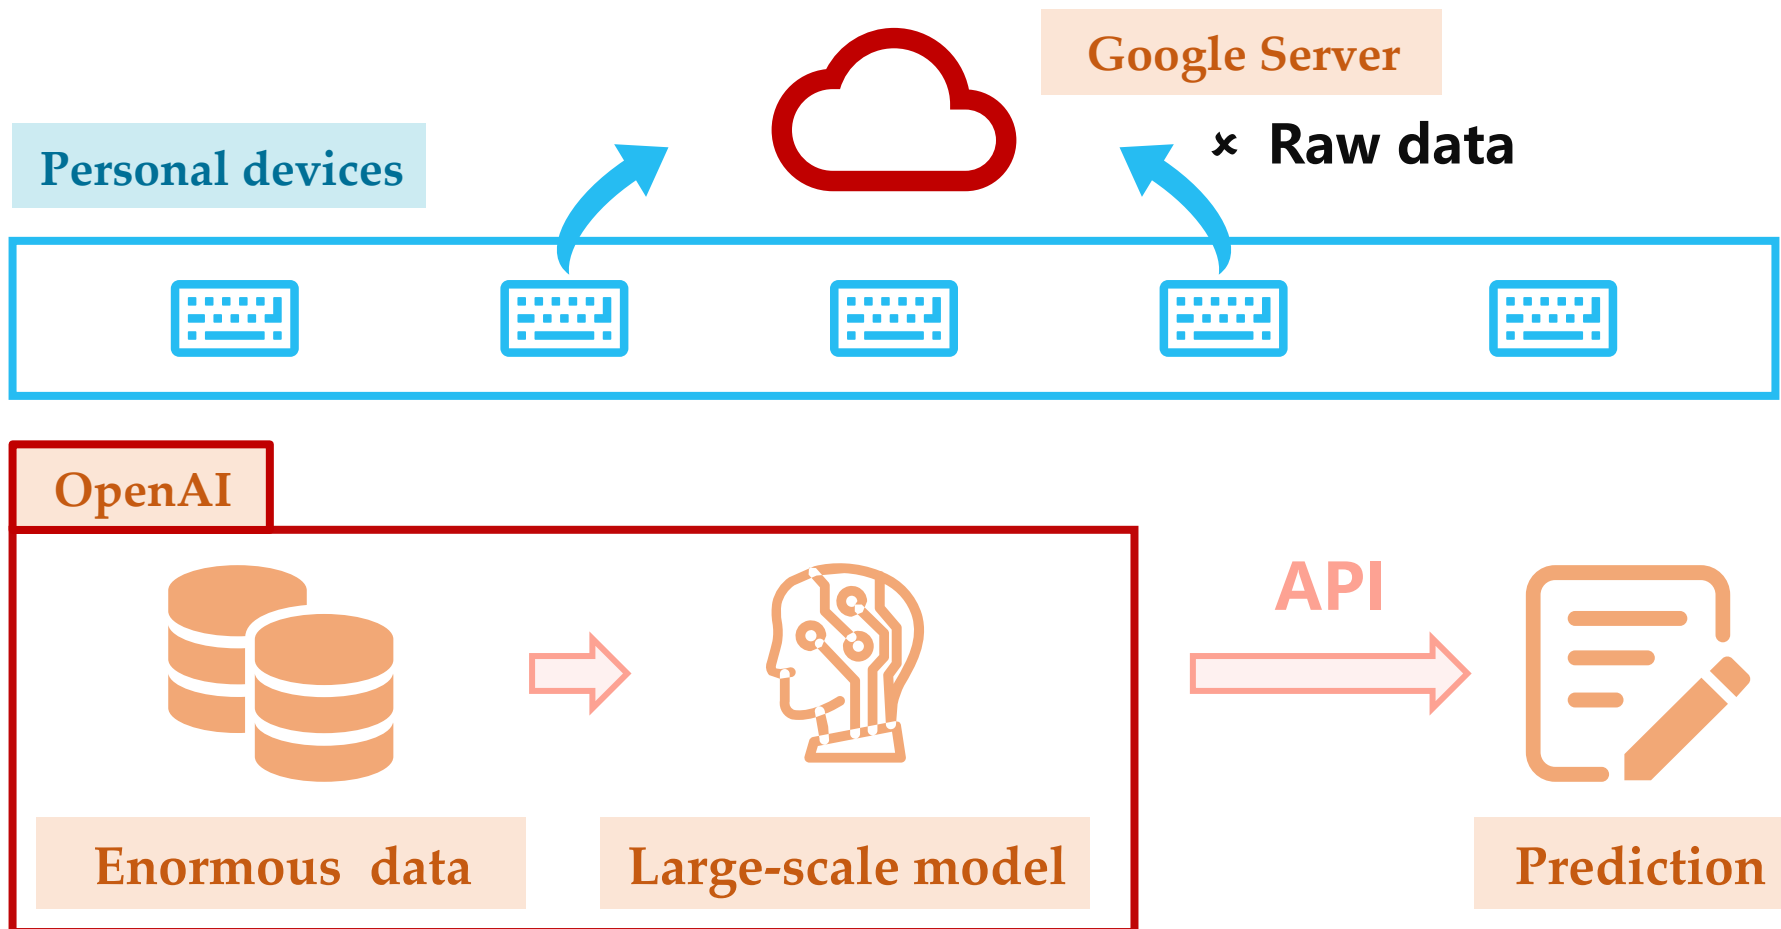 Google Server
Personal devices
✘ Raw data
OpenAI
API
Enormous data
Large-scale model
Prediction